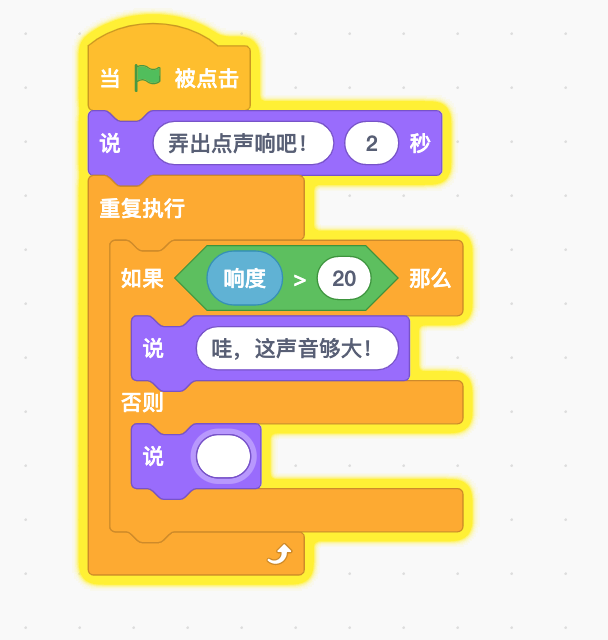 当 被点击
说 弄出点声响吧！ 2 秒
重复执行
如果 响度 > 20 那么
说 哇，这声音够大！
否则
说